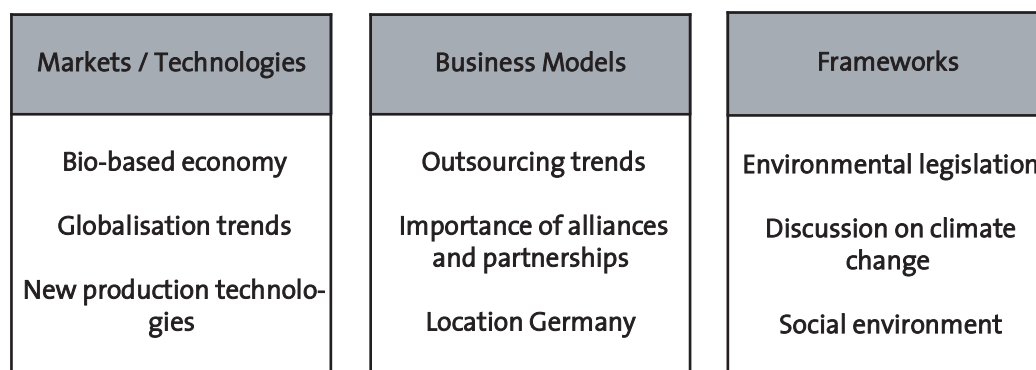 Markets / Technologies
Bio-based economy
Globalisation trends
New production technolo-
gies
Business Models
Outsourcing trends
Importance of alliances
and partnerships
Location Germany
Frameworks
Environmental legislation
Discussion on climate
change
Social environment